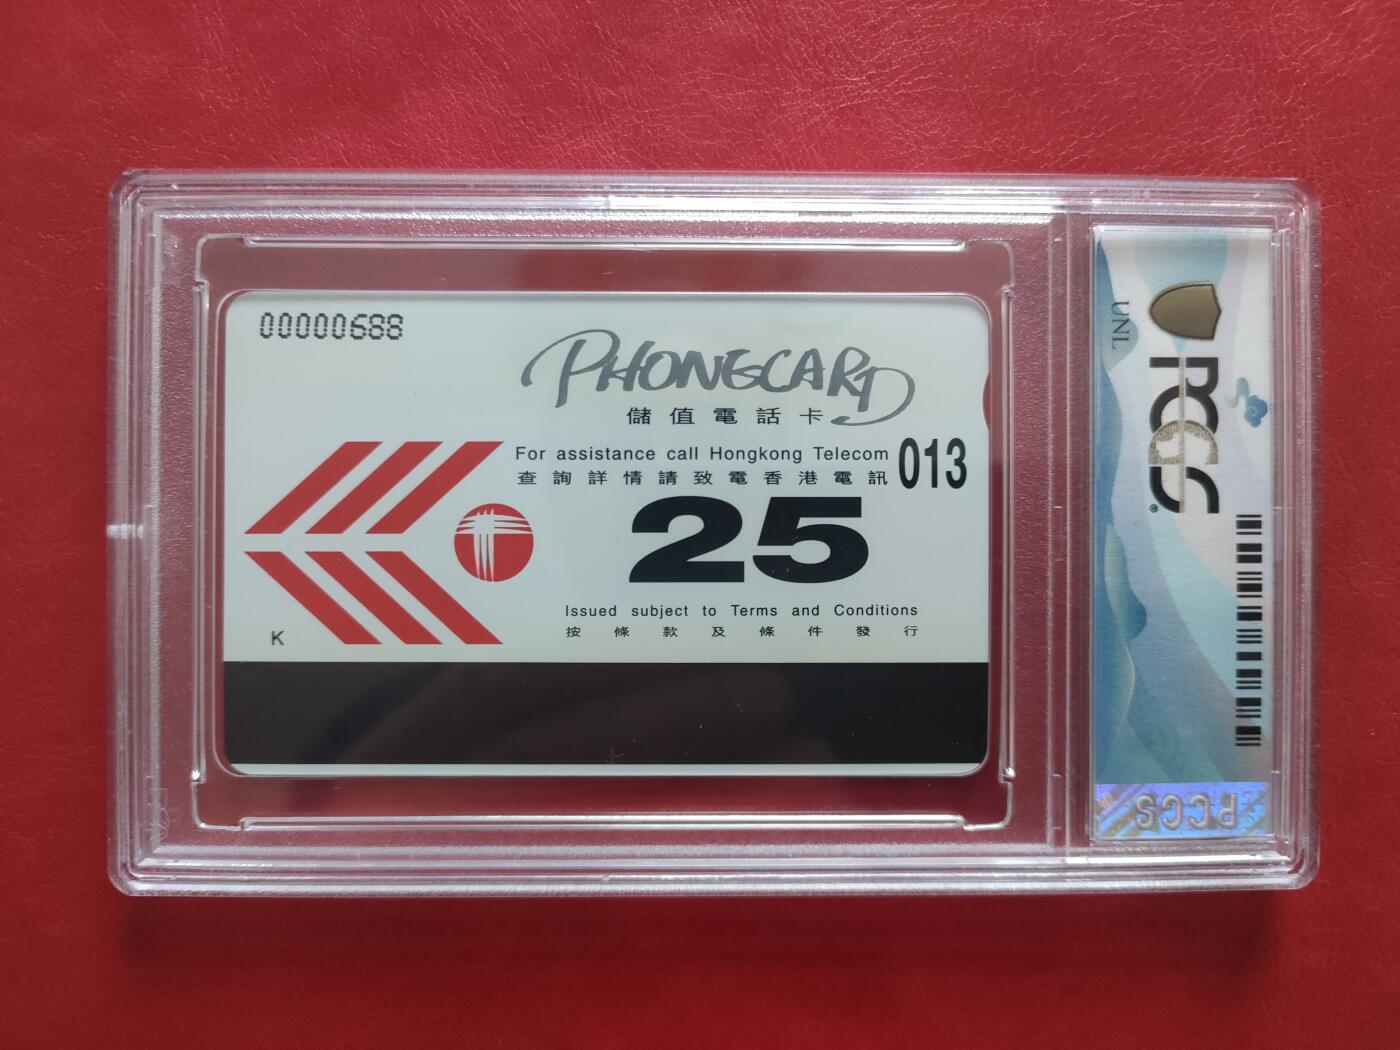 00000688
PHONECARD
儲值電話卡
For assistance call Hongkong Telecom 013
查詢詳情請致電香港電訊
25
Issued subject to Terms and Conditions
按條款及條件發行
K
UNL
PCGS
PCGS